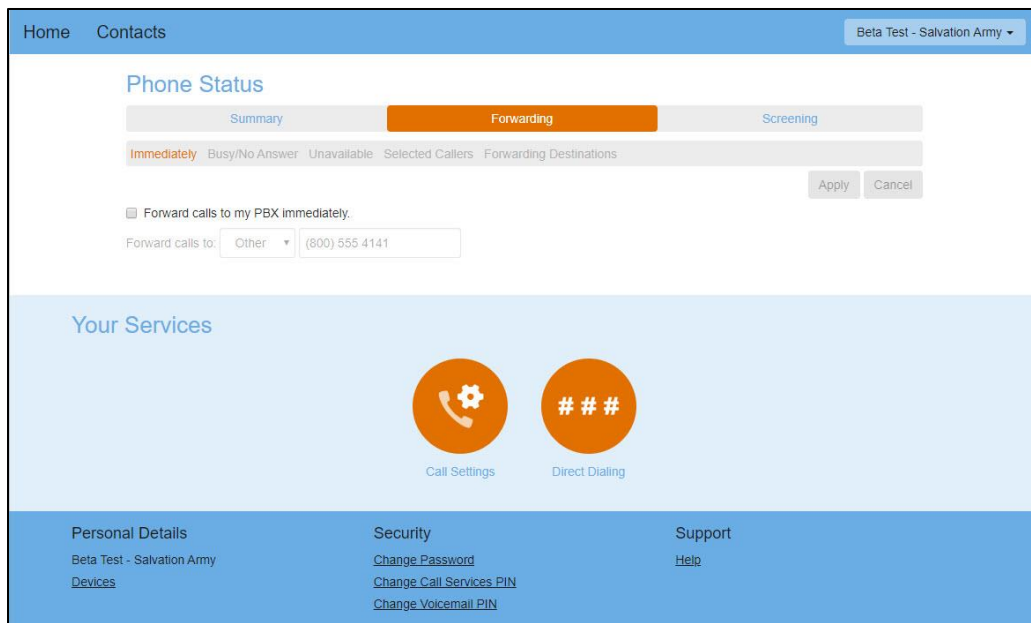 Home Contacts Beta Test - Salvation Army
Phone Status
Summary Forwarding Screening
Immediately Busy/No Answer Unavailable Selected Callers Forwarding Destinations
Apply Cancel
Forward calls to my PBX immediately.
Forward calls to: Other (800) 555 4141
Your Services
# # #
Call Settings Direct Dialing
Personal Details Security Support
Beta Test - Salvation Army Change Password Help
Devices Change Call Services PIN
Change Voicemail PIN